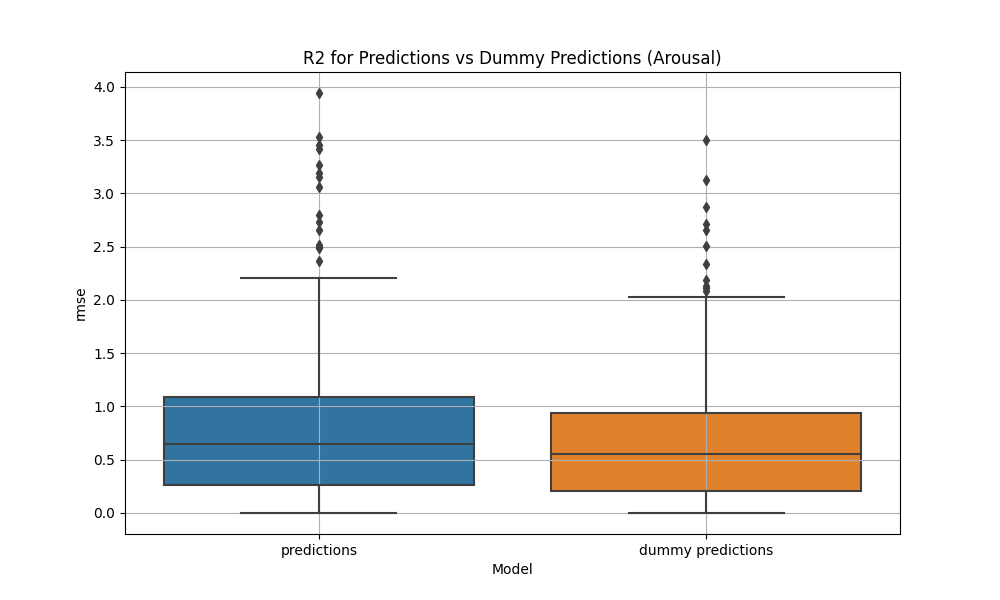 R2 for Predictions vs Dummy Predictions (Arousal)
4.0
3.5
3.0
2.5
2.0
1.5
1.0
0.5
0.0
rmse
predictions
dummy predictions
Model